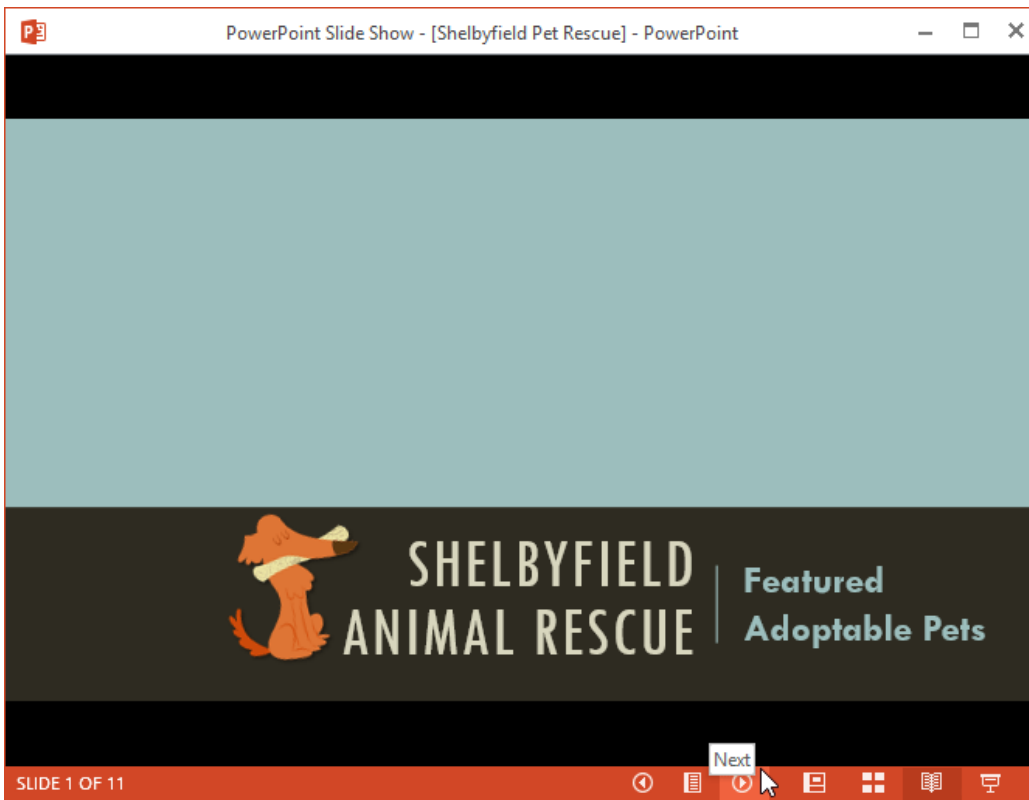 PowerPoint Slide Show - [Shelbyfield Pet Rescue] - PowerPoint
SHELBYFIELD
ANIMAL RESCUE
Featured
Adoptable Pets
Next
SLIDE 1 OF 11